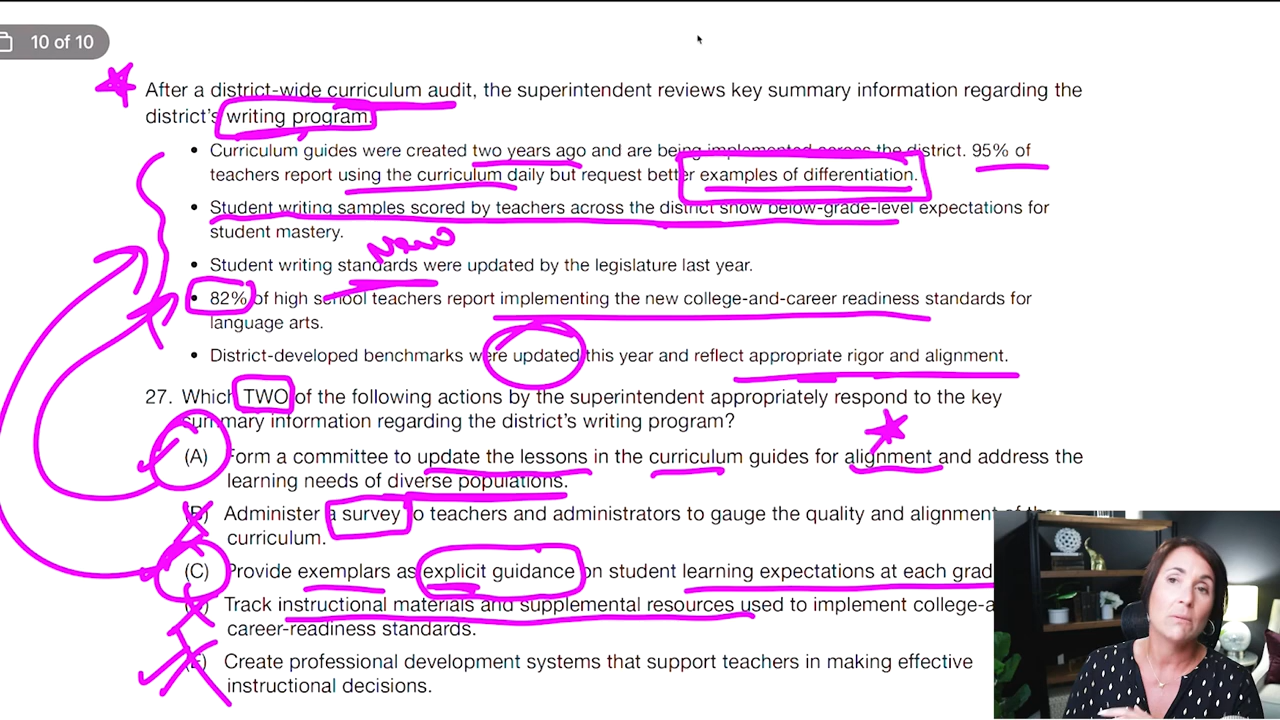 10 of 10
After a district-wide curriculum audit, the superintendent reviews key summary information regarding the
district's writing program.
• Curriculum guides were created two years ago and are being implemented across the district. 95% of
teachers report using the curriculum daily but request better examples of differentiation.
• Student writing samples scored by teachers across the district show below-grade-level expectations for
student mastery.
New
• Student writing standards were updated by the legislature last year.
• 82% of high school teachers report implementing the new college-and-career readiness standards for
language arts.
• District-developed benchmarks were updated this year and reflect appropriate rigor and alignment.
27. Which TWO of the following actions by the superintendent appropriately respond to the key
summary information regarding the district's writing program?
(A) Form a committee to update the lessons in the curriculum guides for alignment and address the
learning needs of diverse populations.
(B) Administer a survey to teachers and administrators to gauge the quality and alignment of the
curriculum.
(C) Provide exemplars as explicit guidance on student learning expectations at each grad
Track instructional materials and supplemental resources used to implement college-a
career-readiness standards.
(E) Create professional development systems that support teachers in making effective
instructional decisions.